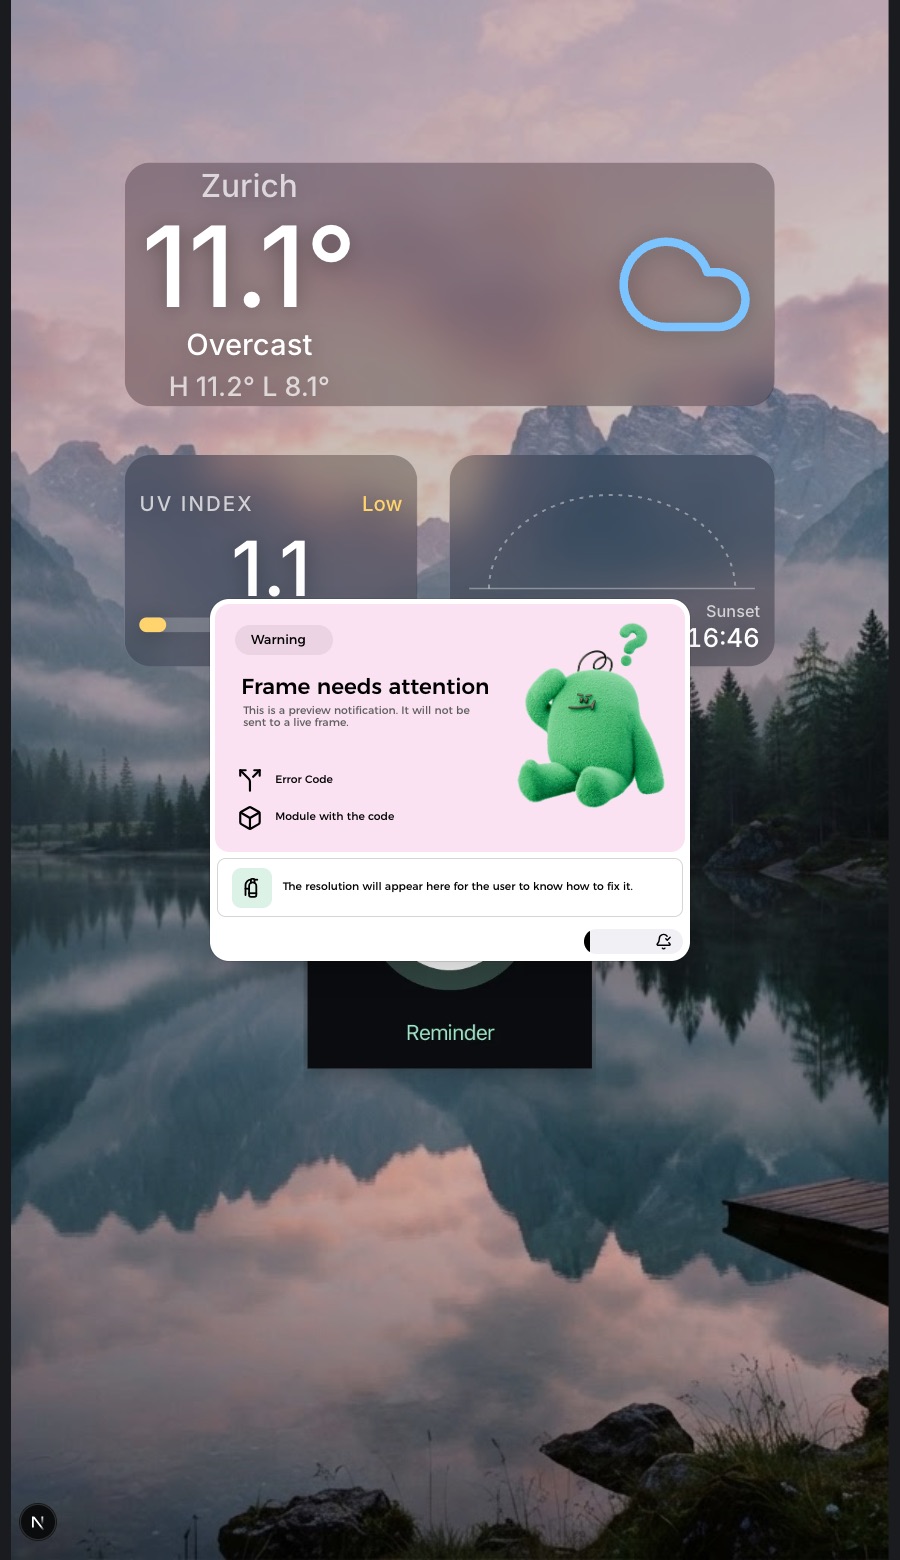 Zurich
11.1°
Overcast
H 11.2° L 8.1°
UV INDEX
Low
1.1
Sunset
16:46
Warning
Frame needs attention
This is a preview notification. It will not be
sent to a live frame.
Error Code
Module with the code
The resolution will appear here for the user to know how to fix it.
Reminder
N